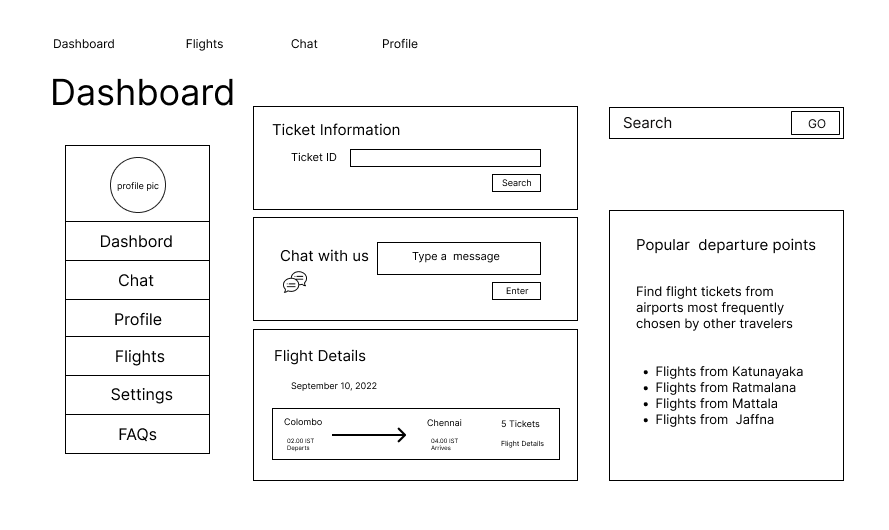 Dashboard Flights Chat Profile
Dashboard
profile pic
Dashbord
Chat
Profile
Flights
Settings
FAQs
Ticket Information
Ticket ID
Search
Chat with us
Type a message
Enter
Flight Details
September 10, 2022
Colombo
02.00 IST
Departs
Chennai
04.00 IST
Arrives
5 Tickets
Flight Details
Search GO
Popular departure points
Find flight tickets from
airports most frequently
chosen by other travelers
• Flights from Katunayaka
• Flights from Ratmalana
• Flights from Mattala
• Flights from Jaffna